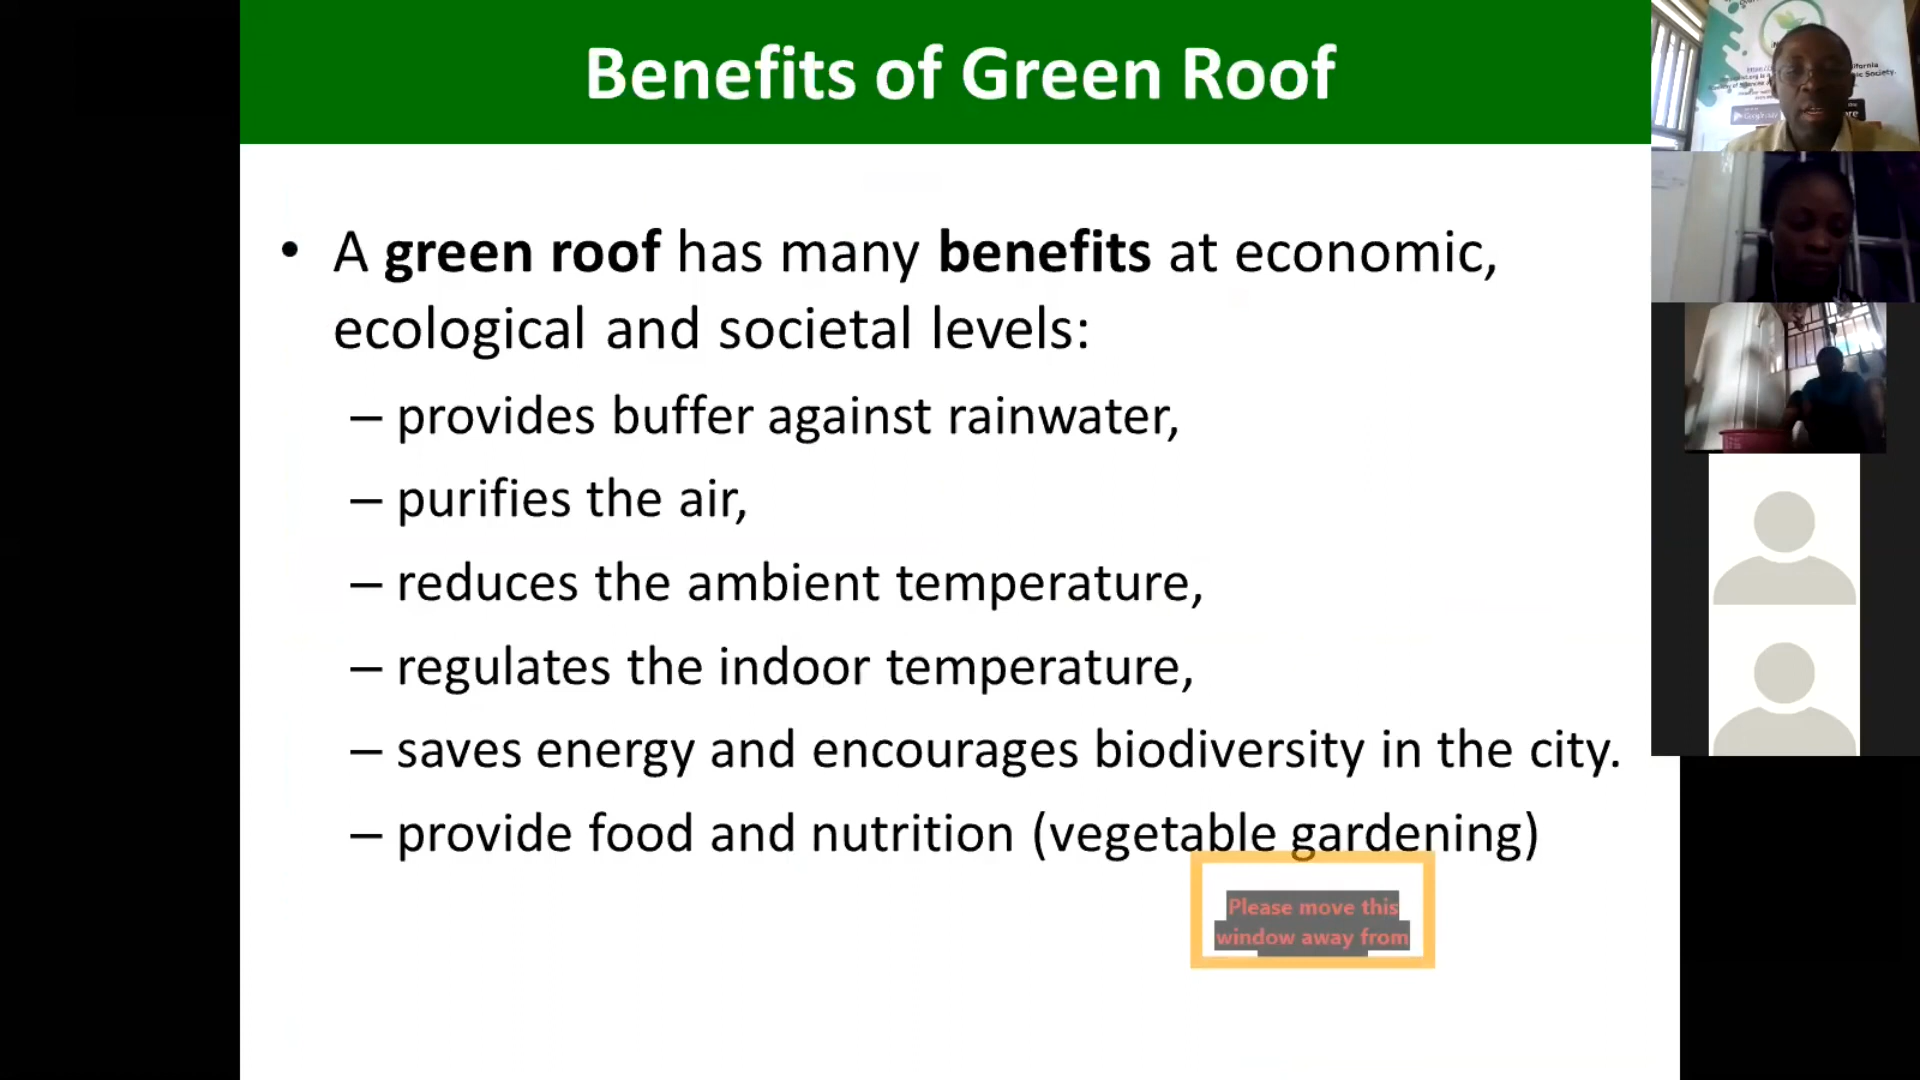 Benefits of Green Roof
• A green roof has many benefits at economic,
ecological and societal levels:
– provides buffer against rainwater,
– purifies the air,
– reduces the ambient temperature,
– regulates the indoor temperature,
– saves energy and encourages biodiversity in the city.
– provide food and nutrition (vegetable gardening)
Please move this
window away from
Society.